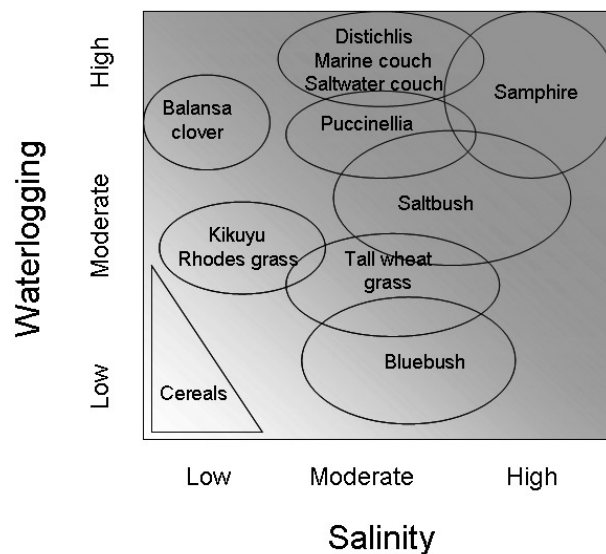 Waterlogging
High
Moderate
Low
Distichlis
Marine couch
Saltwater couch
Samphire
Balansa
clover
Puccinellia
Saltbush
Kikuyu
Rhodes grass
Tall wheat
grass
Bluebush
Cereals
Low
Moderate
High
Salinity